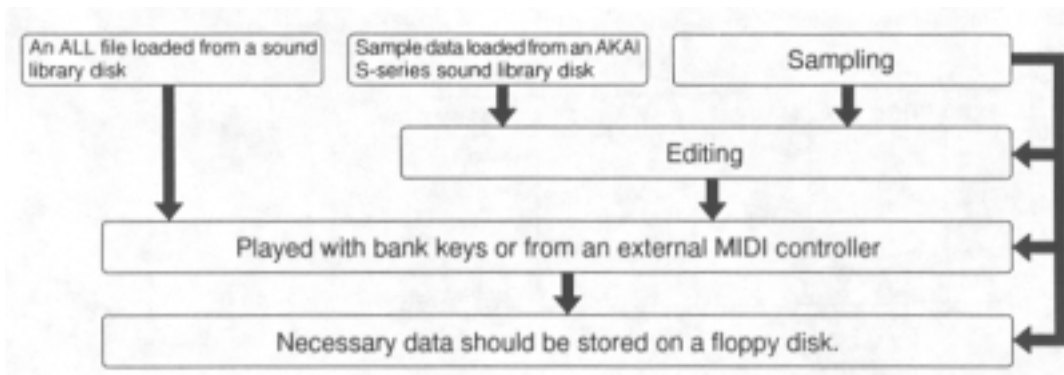 An ALL file loaded from a sound
library disk
Sample data loaded from an AKAI
S-series sound library disk
Sampling
Editing
Played with bank keys or from an external MIDI controller
Necessary data should be stored on a floppy disk.